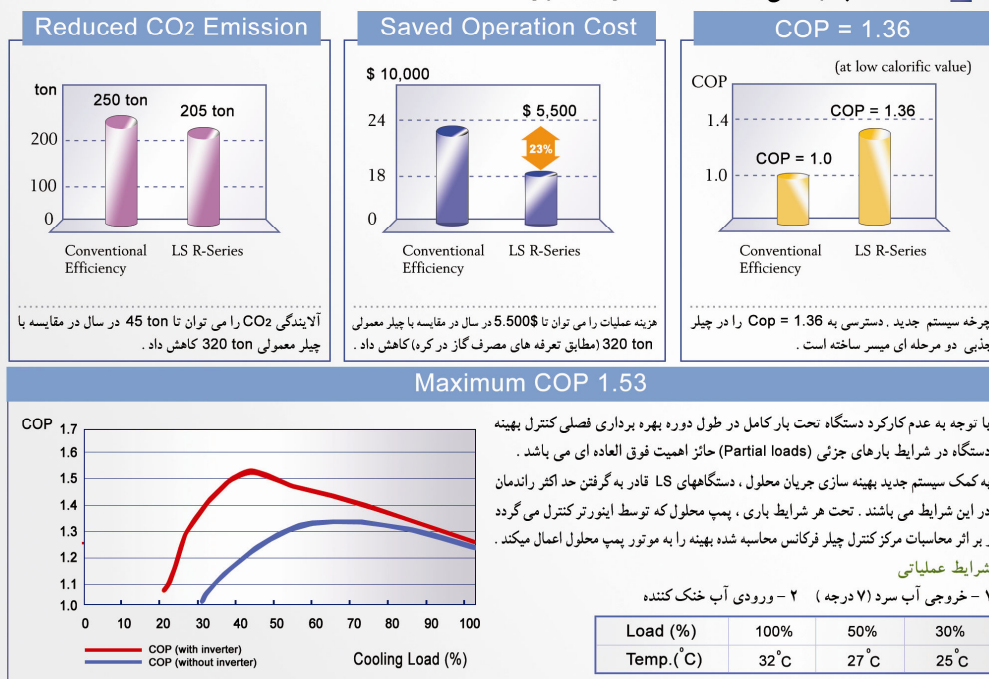 Reduced CO2 Emission
ton
250 ton
205 ton
200
100
0
Conventional
Efficiency
LS R-Series
آلایندگی CO2 را می توان تا 45 ton در سال در مقایسه با
چیلر معمولی 320 ton کاهش داد .
Saved Operation Cost
$ 10,000
$ 5,500
24
23%
18
0
Conventional
Efficiency
LS R-Series
هزینه عملیات را می توان تا 5.500$ در سال در مقایسه با چیلر معمولی
320 ton (مطابق تعرفه های مصرف گاز در کره) کاهش داد .
COP = 1.36
(at low calorific value)
COP
COP = 1.36
1.4
COP = 1.0
1.0
Conventional
Efficiency
LS R-Series
چرخه سیستم جدید , دسترسی به Cop = 1.36 را در چیلر
جذبی دو مرحله ای میسر ساخته است .
Maximum COP 1.53
COP
1.7
1.6
1.5
1.4
1.3
1.2
1.1
1.0
0 10 20 30 40 50 60 70 80 90 100
COP (with inverter)
COP (without inverter)
Cooling Load (%)
با توجه به عدم کارکرد دستگاه تحت بار کامل در طول دوره بهره برداری فصلی کنترل بهینه
دستگاه در شرایط بارهای جزئی (Partial loads) حائز اهمیت فوق العاده ای می باشد .
به کمک سیستم جدید بهینه سازی جریان محلول ، دستگاههای LS قادر به گرفتن حد اکثر راندمان
در این شرایط می باشند . تحت هر شرایط باری ، پمپ محلول که توسط اینورتر کنترل می گردد
بر اثر محاسبات مرکز کنترل چیلر فرکانس محاسبه شده بهینه را به موتور پمپ محلول اعمال میکند .
شرایط عملیاتی
۱ – خروجی آب سرد (۷ درجه ) ۲ – ورودی آب خنک کننده
Load (%) 100% 50% 30%
Temp.(°C) 32°C 27°C 25°C